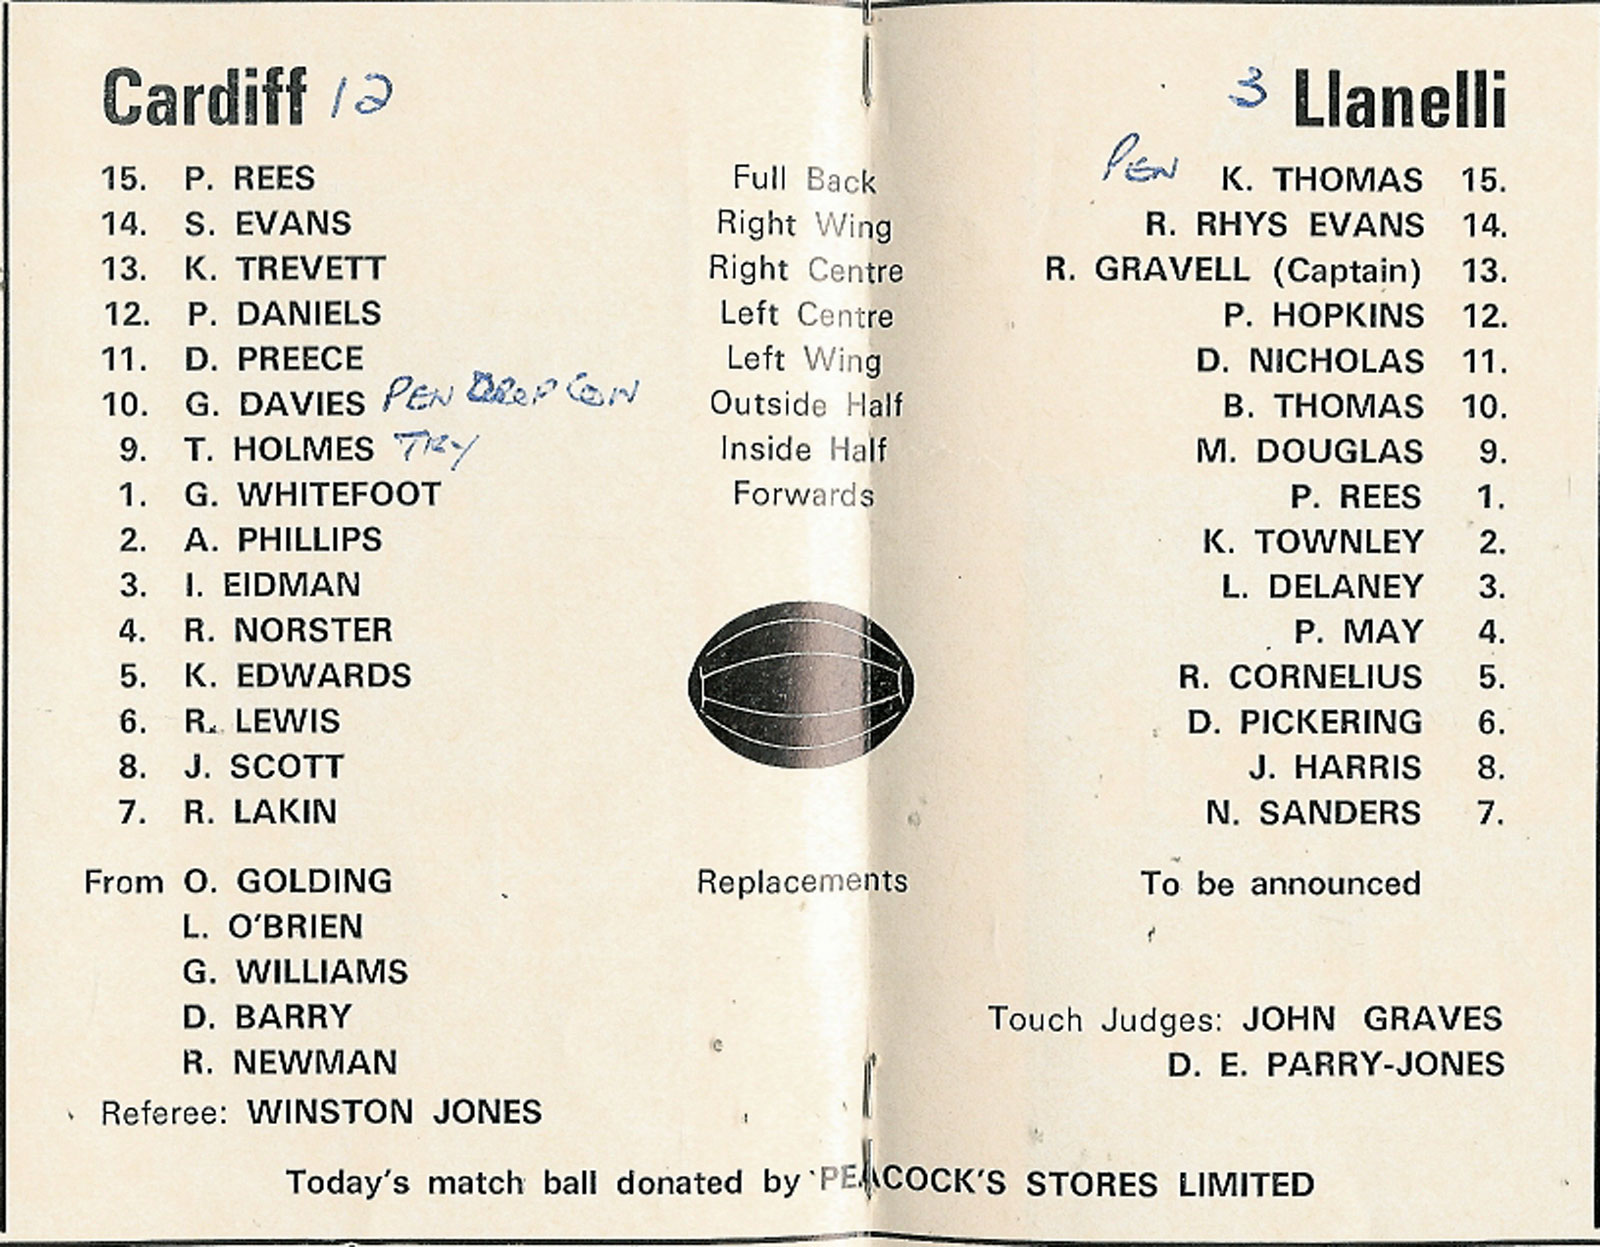 Cardiff 12 3 Llanelli
15. P. REES Full Back PEN K. THOMAS 15.
14. S. EVANS Right Wing R. RHYS EVANS 14.
13. K. TREVETT Right Centre R. GRAVELL (Captain) 13.
12. P. DANIELS Left Centre P. HOPKINS 12.
11. D. PREECE Left Wing D. NICHOLAS 11.
10. G. DAVIES PEN DROP CON Outside Half B. THOMAS 10.
9. T. HOLMES TRY Inside Half M. DOUGLAS 9.
1. G. WHITEFOOT Forwards P. REES 1.
2. A. PHILLIPS K. TOWNLEY 2.
3. I. EIDMAN L. DELANEY 3.
4. R. NORSTER P. MAY 4.
5. K. EDWARDS R. CORNELIUS 5.
6. R. LEWIS D. PICKERING 6.
8. J. SCOTT J. HARRIS 8.
7. R. LAKIN N. SANDERS 7.
From O. GOLDING Replacements To be announced
L. O'BRIEN
G. WILLIAMS
D. BARRY Touch Judges: JOHN GRAVES
R. NEWMAN D. E. PARRY-JONES
Referee: WINSTON JONES
Today's match ball donated by PEACOCK'S STORES LIMITED